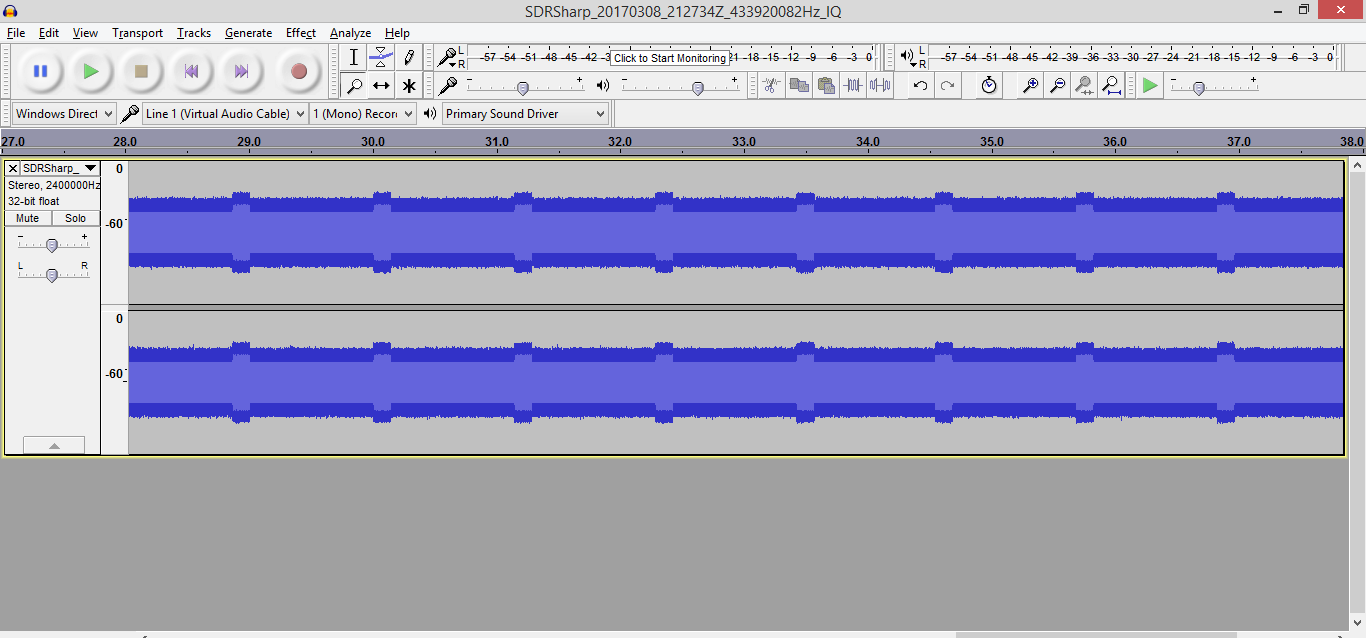 SDRSharp_20170308_212734Z_433920082Hz_IQ
File Edit View Transport Tracks Generate Effect Analyze Help
L R -57 -54 -51 -48 -45 -42 -3 Click to Start Monitoring -18 -15 -12 -9 -6 -3 0 L R -57 -54 -51 -48 -45 -42 -39 -36 -33 -30 -27 -24 -21 -18 -15 -12 -9 -6 -3 0
- + - + - +
Windows Direct Line 1 (Virtual Audio Cable) 1 (Mono) Recor Primary Sound Driver
27.0 28.0 29.0 30.0 31.0 32.0 33.0 34.0 35.0 36.0 37.0 38.0
SDRSharp_ 0
Stereo, 2400000Hz
32-bit float
Mute Solo
-60
- +
L R
0
-60